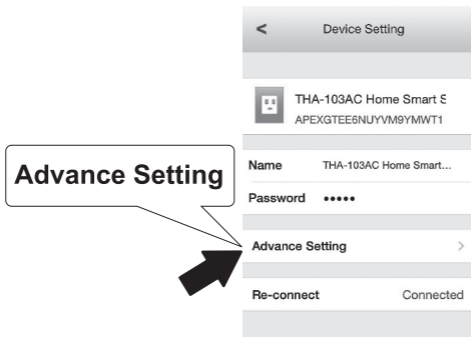 < Device Setting
THA-103AC Home Smart S
APEXGTEE6NUYVM9YMWT1
Name THA-103AC Home Smart...
Password •••••
Advance Setting
Advance Setting >
Re-connect Connected